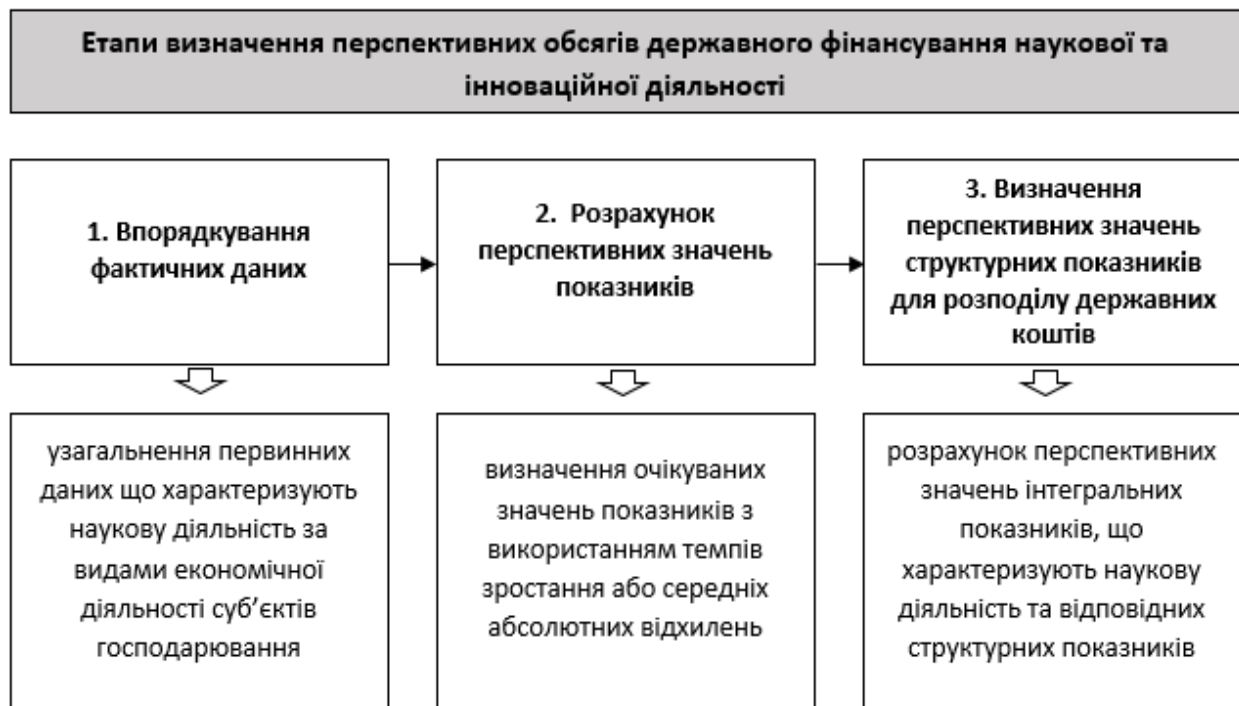 Етапи визначення перспективних обсягів державного фінансування наукової та
інноваційної діяльності
1. Впорядкування
фактичних даних
2. Розрахунок
перспективних значень
показників
3. Визначення
перспективних значень
структурних показників
для розподілу державних
коштів
узагальнення первинних
даних що характеризують
наукову діяльність за
видами економічної
діяльності суб’єктів
господарювання
визначення очікуваних
значень показників з
використанням темпів
зростання або середніх
абсолютних відхилень
розрахунок перспективних
значень інтегральних
показників, що
характеризують наукову
діяльність та відповідних
структурних показників